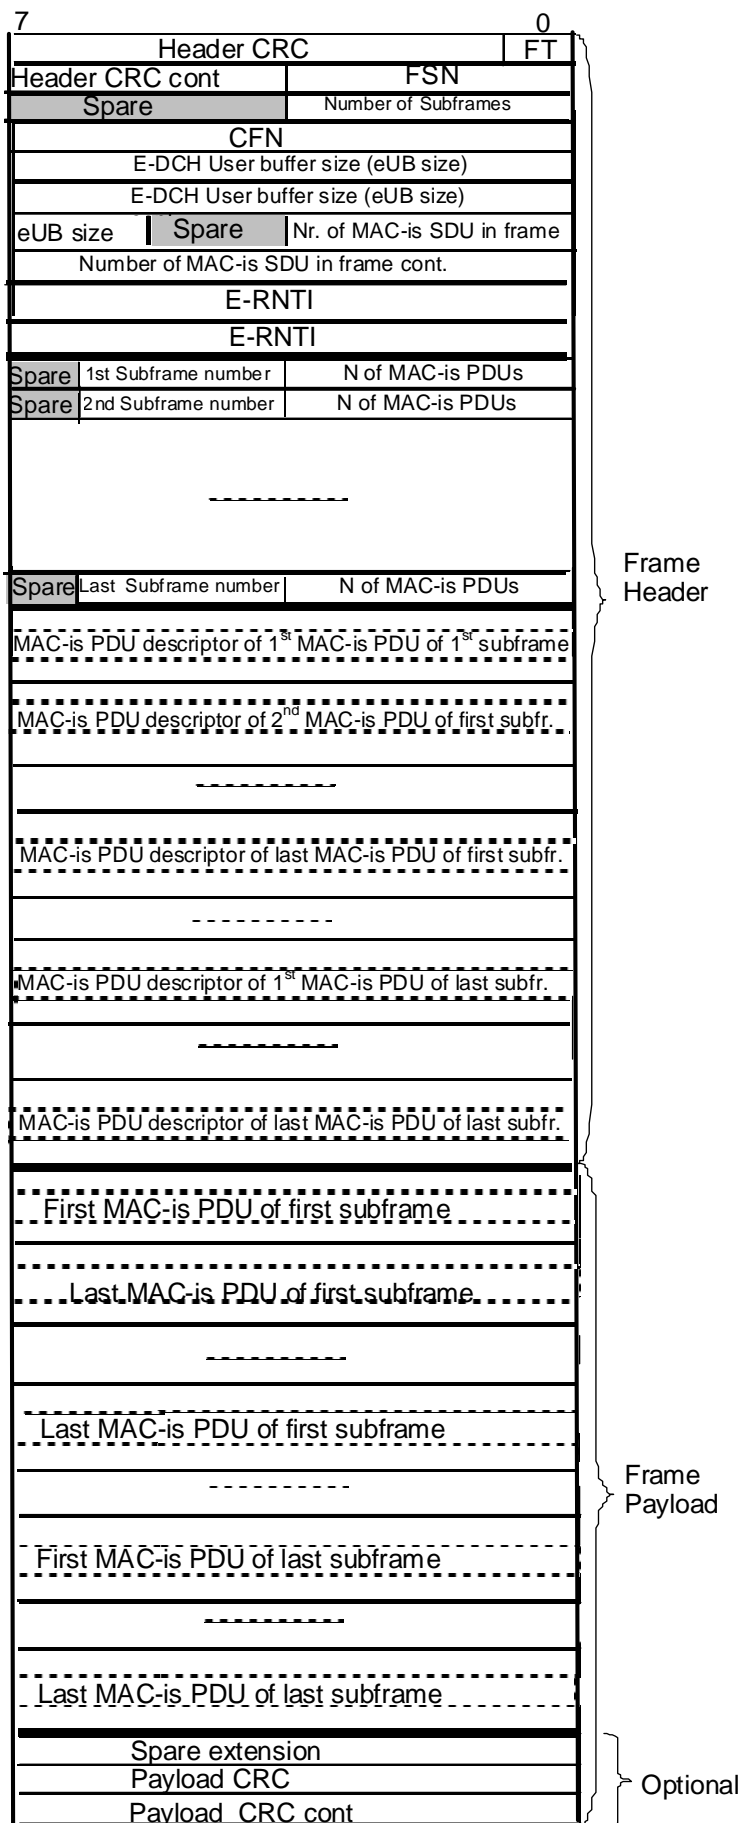 7 0
Header CRC FT
Header CRC cont FSN
Spare Number of Subframes
CFN
E-DCH User buffer size (eUB size)
E-DCH User buffer size (eUB size)
eUB size Spare Nr. of MAC-is SDU in frame
Number of MAC-is SDU in frame cont.
E-RNTI
E-RNTI
Spare 1st Subframe number N of MAC-is PDUs
Spare 2nd Subframe number N of MAC-is PDUs
Frame
Header
Spare Last Subframe number N of MAC-is PDUs
MAC-is PDU descriptor of 1st MAC-is PDU of 1st subframe
MAC-is PDU descriptor of 2nd MAC-is PDU of first subfr.
MAC-is PDU descriptor of last MAC-is PDU of first subfr.
MAC-is PDU descriptor of 1st MAC-is PDU of last subfr.
MAC-is PDU descriptor of last MAC-is PDU of last subfr.
First MAC-is PDU of first subframe
Last MAC-is PDU of first subframe
Last MAC-is PDU of first subframe
Frame
Payload
First MAC-is PDU of last subframe
Last MAC-is PDU of last subframe
Spare extension
Payload CRC
Optional
Payload CRC cont